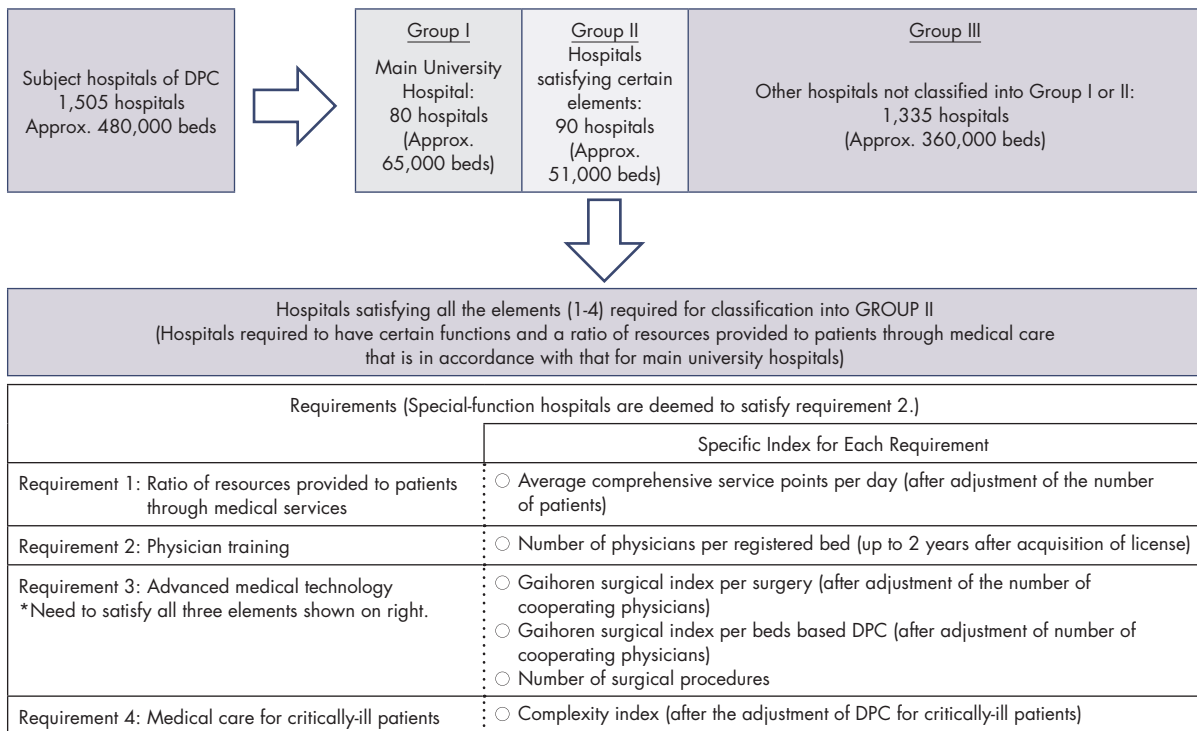 Subject hospitals of DPC
1,505 hospitals
Approx. 480,000 beds
Group I
Main University
Hospital:
80 hospitals
(Approx.
65,000 beds)
Group II
Hospitals
satisfying certain
elements:
90 hospitals
(Approx.
51,000 beds)
Group III
Other hospitals not classified into Group I or II:
1,335 hospitals
(Approx. 360,000 beds)
Hospitals satisfying all the elements (1-4) required for classification into GROUP II
(Hospitals required to have certain functions and a ratio of resources provided to patients through medical care
that is in accordance with that for main university hospitals)
Requirements (Special-function hospitals are deemed to satisfy requirement 2.)
Specific Index for Each Requirement
Requirement 1: Ratio of resources provided to patients
through medical services
○ Average comprehensive service points per day (after adjustment of the number
of patients)
Requirement 2: Physician training
○ Number of physicians per registered bed (up to 2 years after acquisition of license)
Requirement 3: Advanced medical technology
*Need to satisfy all three elements shown on right.
○ Gaihoren surgical index per surgery (after adjustment of the number of
cooperating physicians)
○ Gaihoren surgical index per beds based DPC (after adjustment of number of
cooperating physicians)
○ Number of surgical procedures
Requirement 4: Medical care for critically-ill patients
○ Complexity index (after the adjustment of DPC for critically-ill patients)